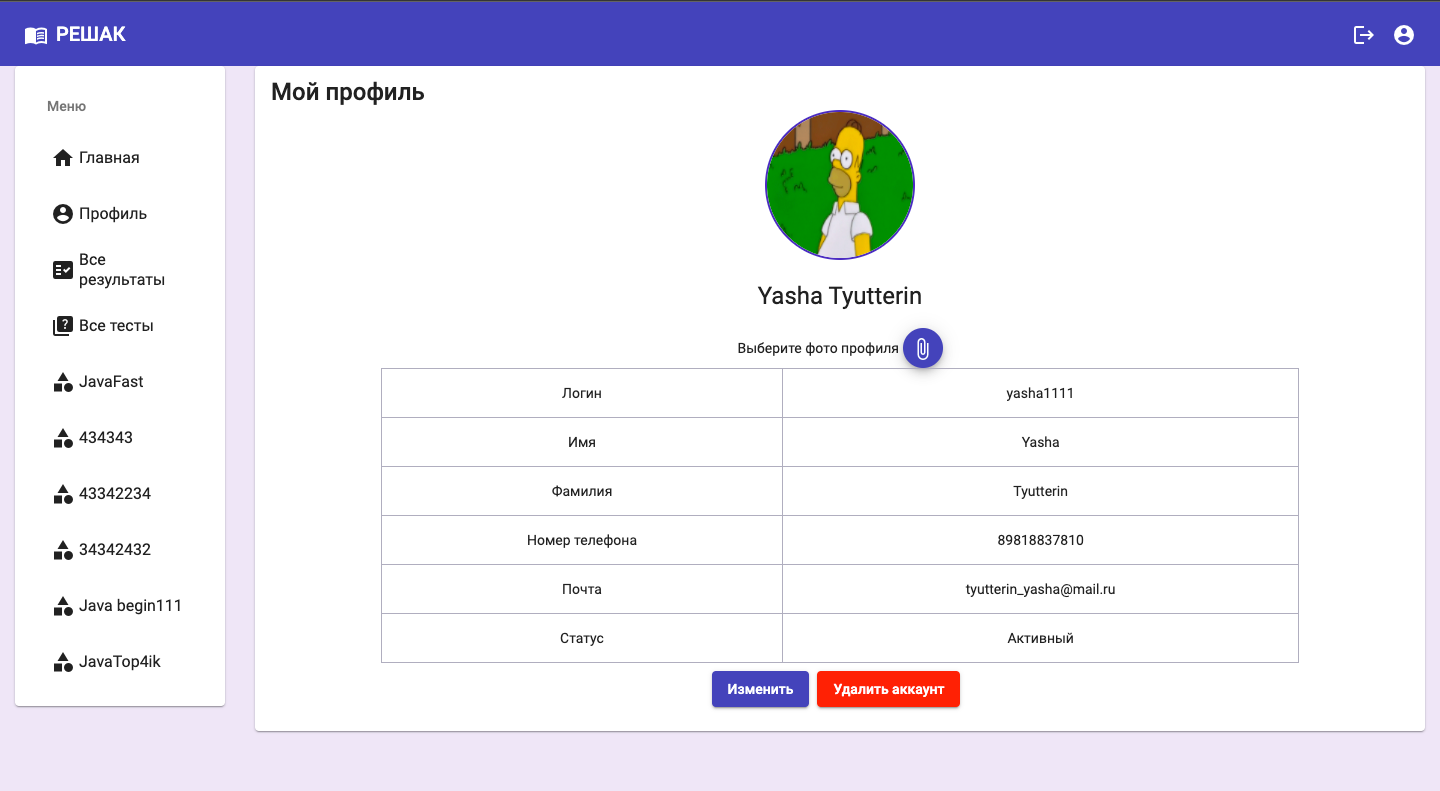 РЕШАК
Меню
Главная
Профиль
Все
результаты
Все тесты
JavaFast
434343
43342234
34342432
Java begin111
JavaTop4ik
Мой профиль
Yasha Tyutterin
Выберите фото профиля
Логин yasha1111
Имя Yasha
Фамилия Tyutterin
Номер телефона 89818837810
Почта tyutterin_yasha@mail.ru
Статус Активный
Изменить Удалить аккаунт